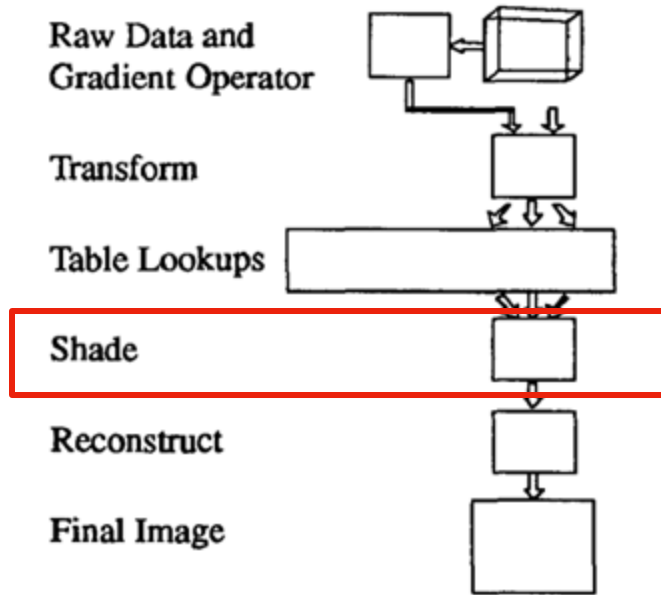 Raw Data and
Gradient Operator
Transform
Table Lookups
Shade
Reconstruct
Final Image